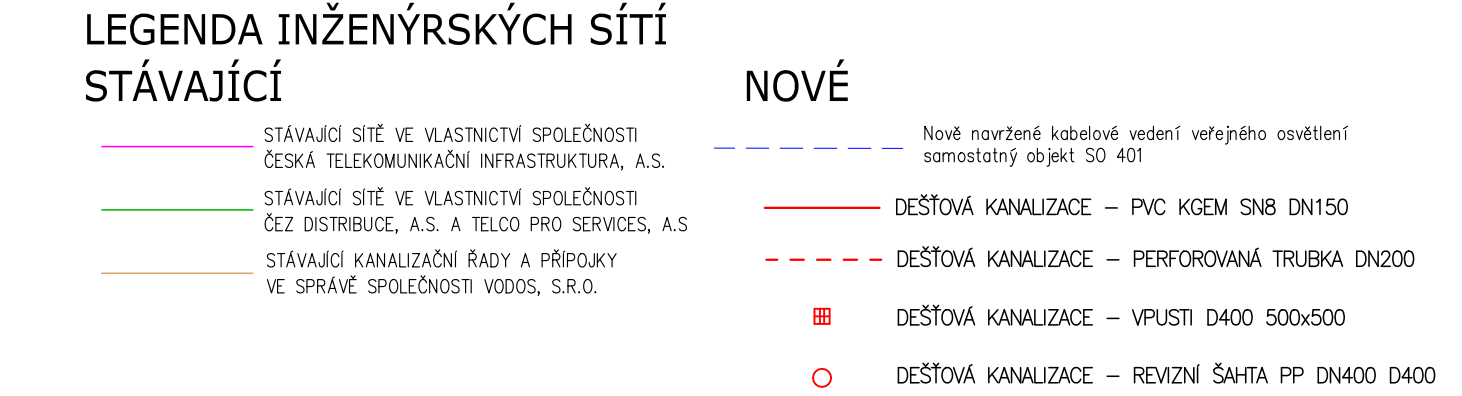 LEGENDA INŽENÝRSKÝCH SÍTÍ
STÁVAJÍCÍ
STÁVAJÍCÍ SÍTĚ VE VLASTNICTVÍ SPOLEČNOSTI
ČESKÁ TELEKOMUNIKAČNÍ INFRASTRUKTURA, A.S.
STÁVAJÍCÍ SÍTĚ VE VLASTNICTVÍ SPOLEČNOSTI
ČEZ DISTRIBUCE, A.S. A TELCO PRO SERVICES, A.S
STÁVAJÍCÍ KANALIZAČNÍ ŘADY A PŘÍPOJKY
VE SPRÁVĚ SPOLEČNOSTI VODOS, S.R.O.
NOVÉ
Nově navržené kabelové vedení veřejného osvětlení
samostatný objekt SO 401
DEŠŤOVÁ KANALIZACE – PVC KGEM SN8 DN150
DEŠŤOVÁ KANALIZACE – PERFOROVANÁ TRUBKA DN200
DEŠŤOVÁ KANALIZACE – VPUSTI D400 500x500
DEŠŤOVÁ KANALIZACE – REVIZNÍ ŠAHTA PP DN400 D400